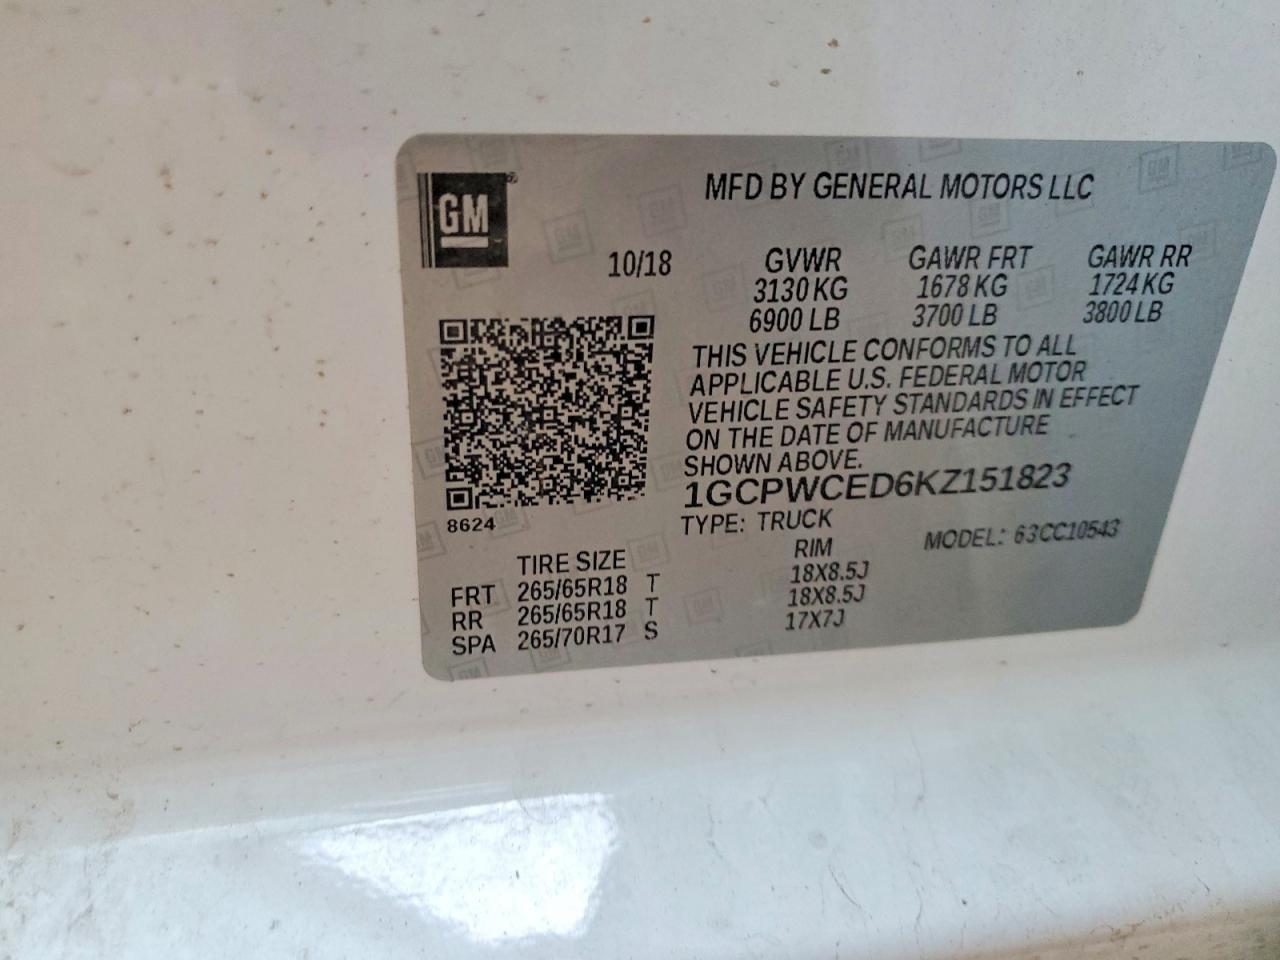 GM
MFD BY GENERAL MOTORS LLC
10/18 GVWR GAWR FRT GAWR RR
3130 KG 1678 KG 1724 KG
6900 LB 3700 LB 3800 LB
THIS VEHICLE CONFORMS TO ALL
APPLICABLE U.S. FEDERAL MOTOR
VEHICLE SAFETY STANDARDS IN EFFECT
ON THE DATE OF MANUFACTURE
SHOWN ABOVE.
1GCPWCED6KZ151823
8624
TYPE: TRUCK MODEL: 63CC10543
TIRE SIZE RIM
FRT 265/65R18 T 18X8.5J
RR 265/65R18 T 18X8.5J
SPA 265/70R17 S 17X7J